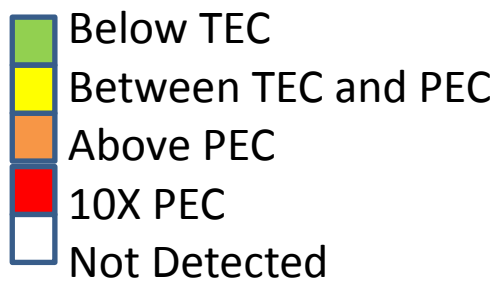 Below TEC
Between TEC and PEC
Above PEC
10X PEC
Not Detected